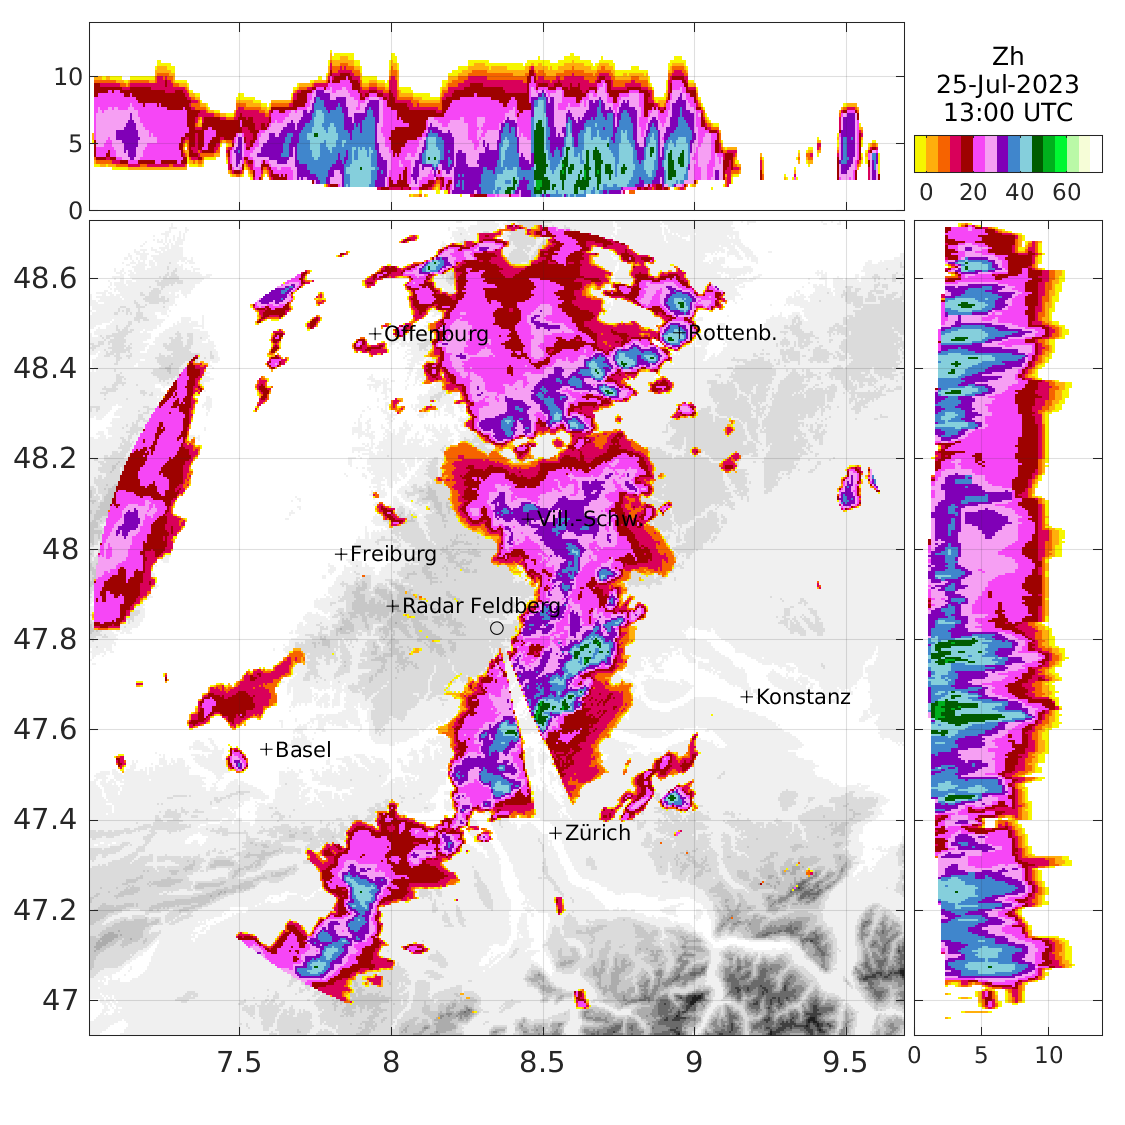 10
5
0
Zh
25-Jul-2023
13:00 UTC
0 20 40 60
48.6
48.4
48.2
48
47.8
47.6
47.4
47.2
47
+Offenburg
+Rottenb.
+Vill.-Schw.
+Freiburg
+Radar Feldberg
+Konstanz
+Basel
+Zürich
7.5 8 8.5 9 9.5
0 5 10